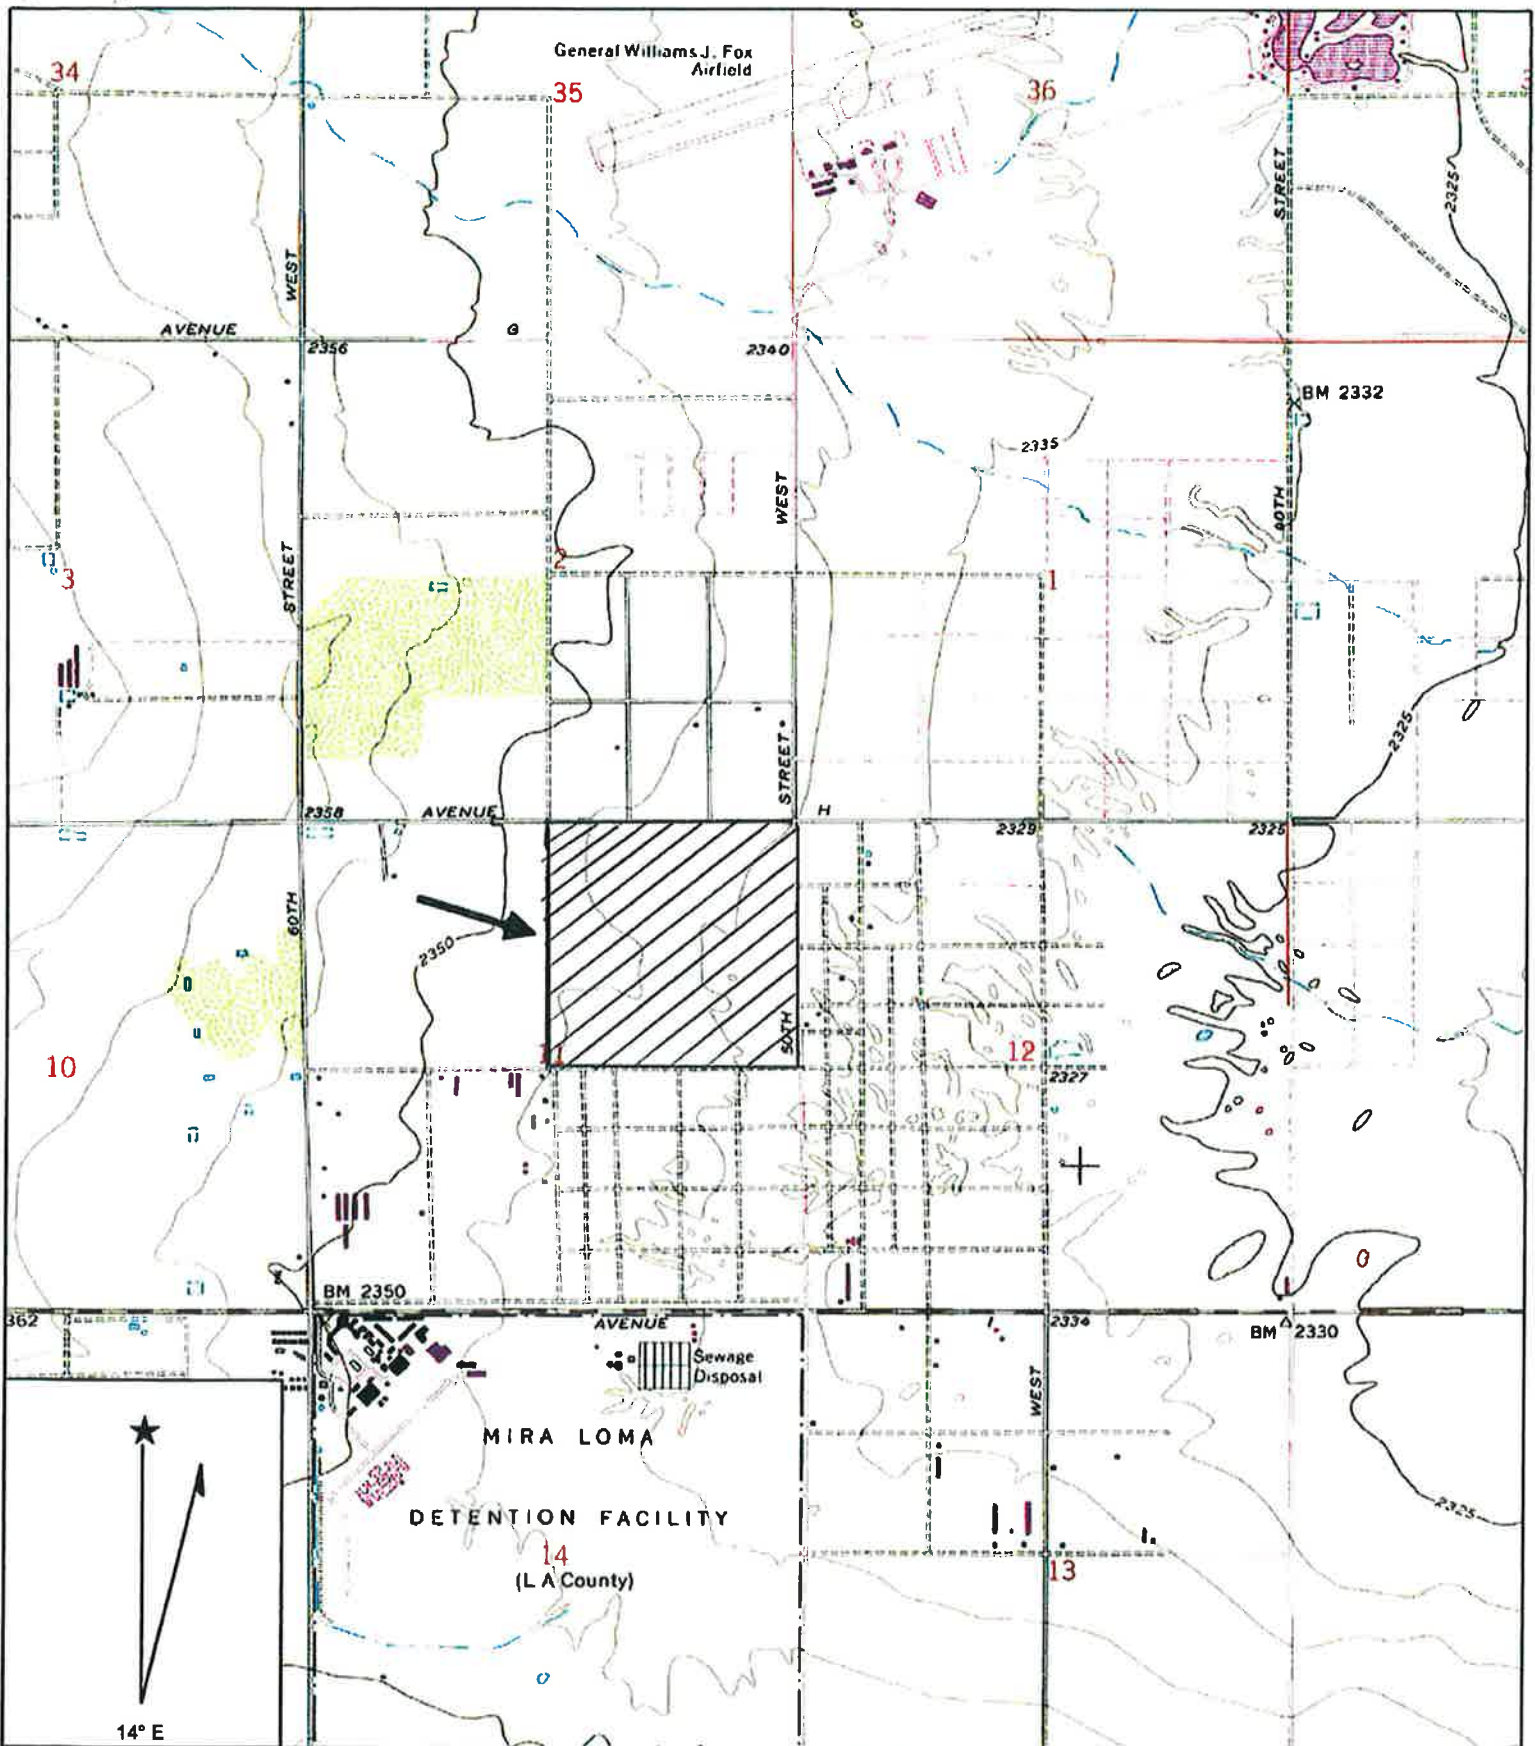 General Williams J. Fox
Airfield
34
35
36
STREET
2325
WEST
AVENUE
2356
2340
BM 2332
2335
WEST
STREET
3
2
1
2325
STREET
2358
AVENUE
H
2329
2325
60TH
2350
50TH
10
11
12
2327
BM 2350
362
AVENUE
2334
BM 2330
Sewage
Disposal
WEST
MIRA LOMA
DETENTION FACILITY
14
(L A County)
13
2325
14° E